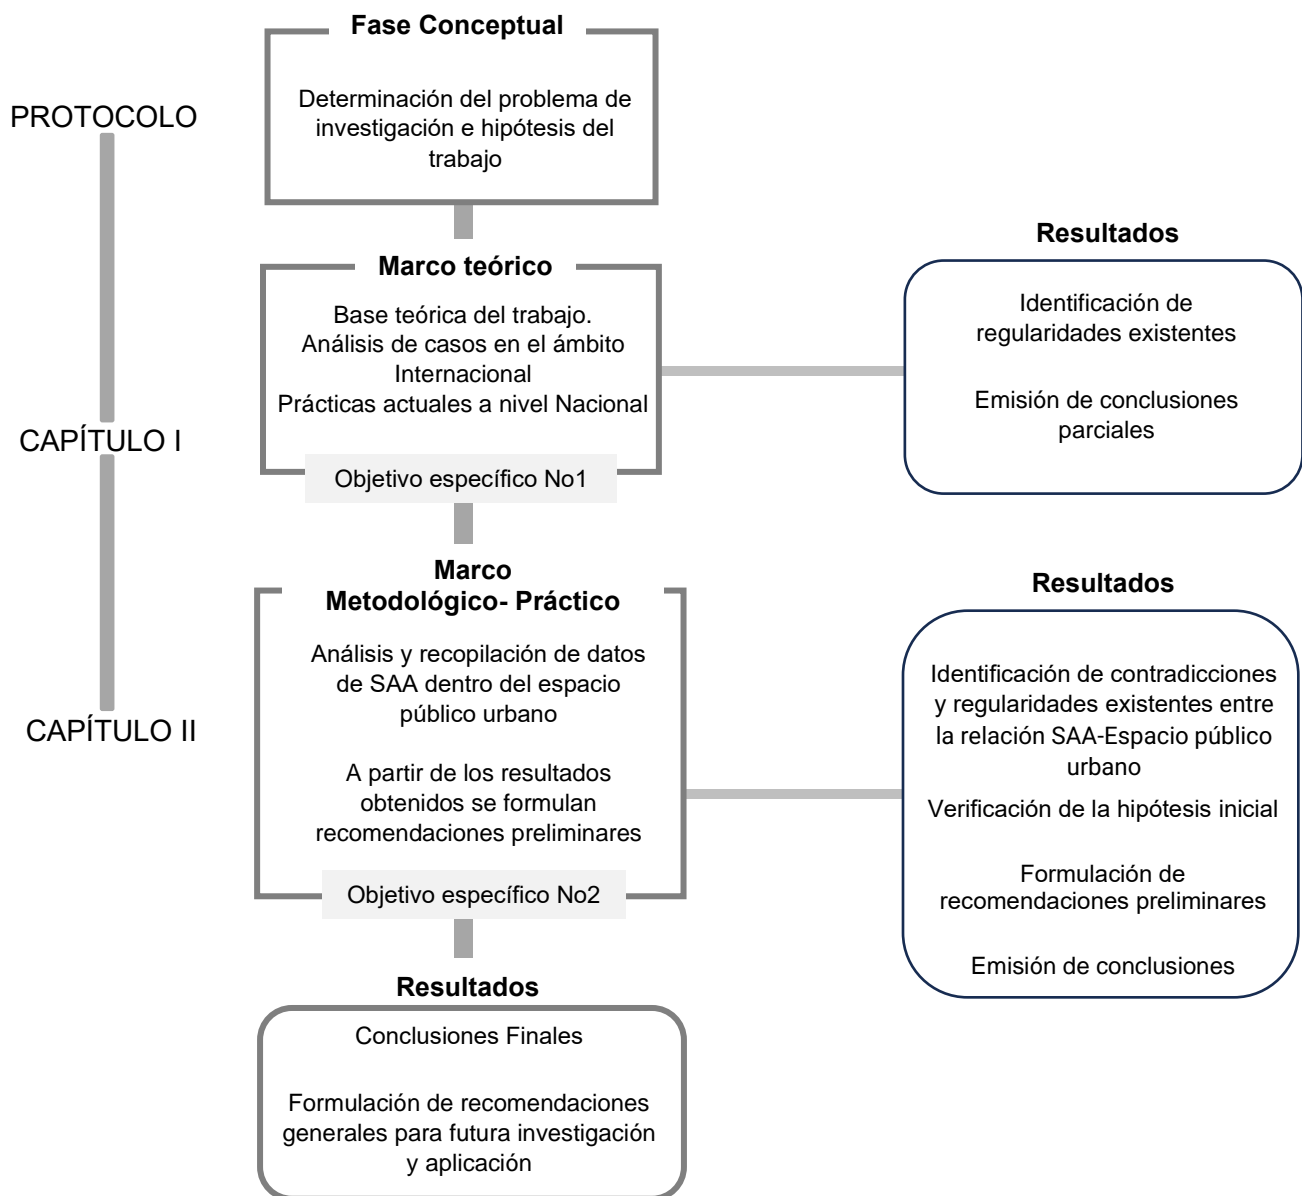 Fase Conceptual
PROTOCOLO
Determinación del problema de
investigación e hipótesis del
trabajo
Marco teórico
Base teórica del trabajo.
Análisis de casos en el ámbito
Internacional
Prácticas actuales a nivel Nacional
CAPÍTULO I
Objetivo específico No1
Resultados
Identificación de
regularidades existentes
Emisión de conclusiones
parciales
Marco
Metodológico- Práctico
Análisis y recopilación de datos
de SAA dentro del espacio
público urbano
CAPÍTULO II
A partir de los resultados
obtenidos se formulan
recomendaciones preliminares
Objetivo específico No2
Resultados
Identificación de contradicciones
y regularidades existentes entre
la relación SAA-Espacio público
urbano
Verificación de la hipótesis inicial
Formulación de
recomendaciones preliminares
Emisión de conclusiones
Resultados
Conclusiones Finales
Formulación de recomendaciones
generales para futura investigación
y aplicación